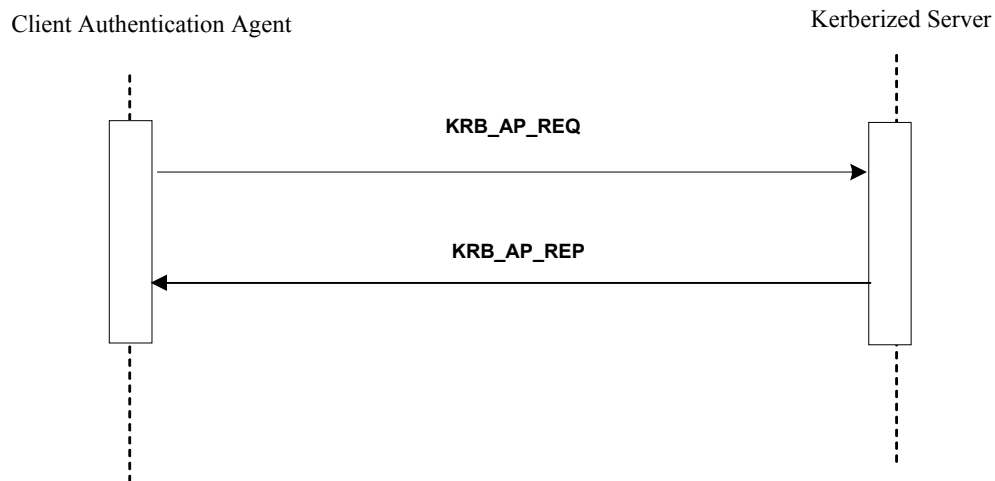 Client Authentication Agent
Kerberized Server
KRB_AP_REQ
KRB_AP_REP